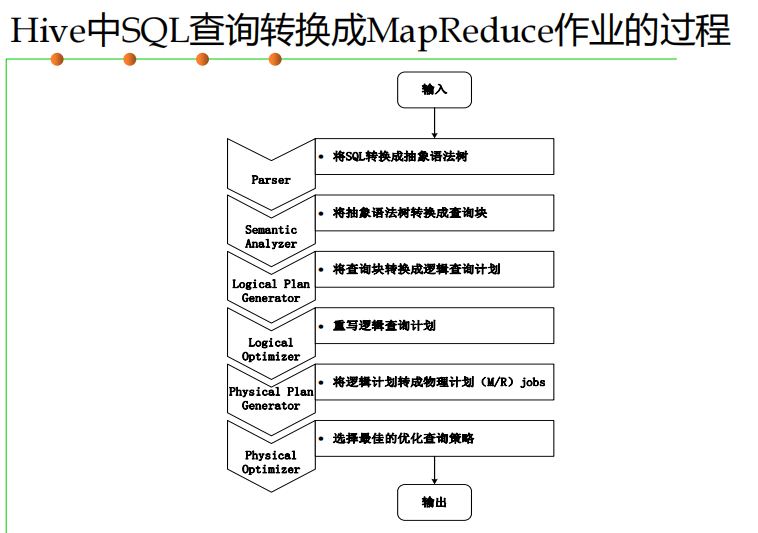 Hive中SQL查询转换成MapReduce作业的过程
输入
Parser
• 将SQL转换成抽象语法树
Semantic
Analyzer
• 将抽象语法树转换成查询块
Logical Plan
Generator
• 将查询块转换成逻辑查询计划
Logical
Optimizer
• 重写逻辑查询计划
Physical Plan
Generator
• 将逻辑计划转成物理计划（M/R）jobs
Physical
Optimizer
• 选择最佳的优化查询策略
输出